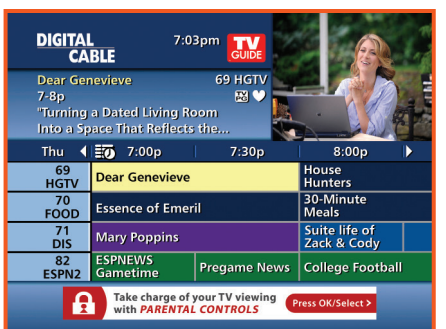 DIGITAL
CABLE
7:03pm
TV
GUIDE
Dear Genevieve
69 HGTV
7-8p
TV
PG
"Turning a Dated Living Room
Into a Space That Reflects the...
Thu 7:00p 7:30p 8:00p
69
HGTV
Dear Genevieve
House
Hunters
70
FOOD
Essence of Emeril
30-Minute
Meals
71
DIS
Mary Poppins
Suite life of
Zack & Cody
82
ESPN2
ESPNEWS
Gametime
Pregame News
College Football
Take charge of your TV viewing
with PARENTAL CONTROLS
Press OK/Select >